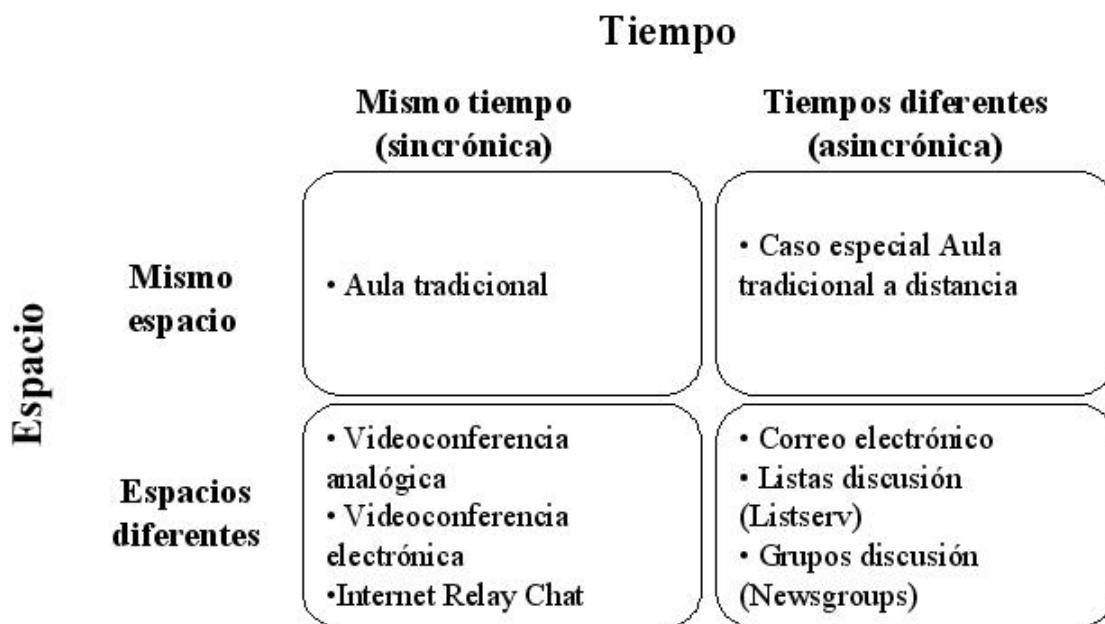 Tiempo
Mismo tiempo
(sincrónica)
Tiempos diferentes
(asincrónica)
Espacio
Mismo
espacio
• Aula tradicional
• Caso especial Aula
tradicional a distancia
Espacios
diferentes
• Videoconferencia
analógica
• Videoconferencia
electrónica
•Internet Relay Chat
• Correo electrónico
• Listas discusión
(Listserv)
• Grupos discusión
(Newsgroups)